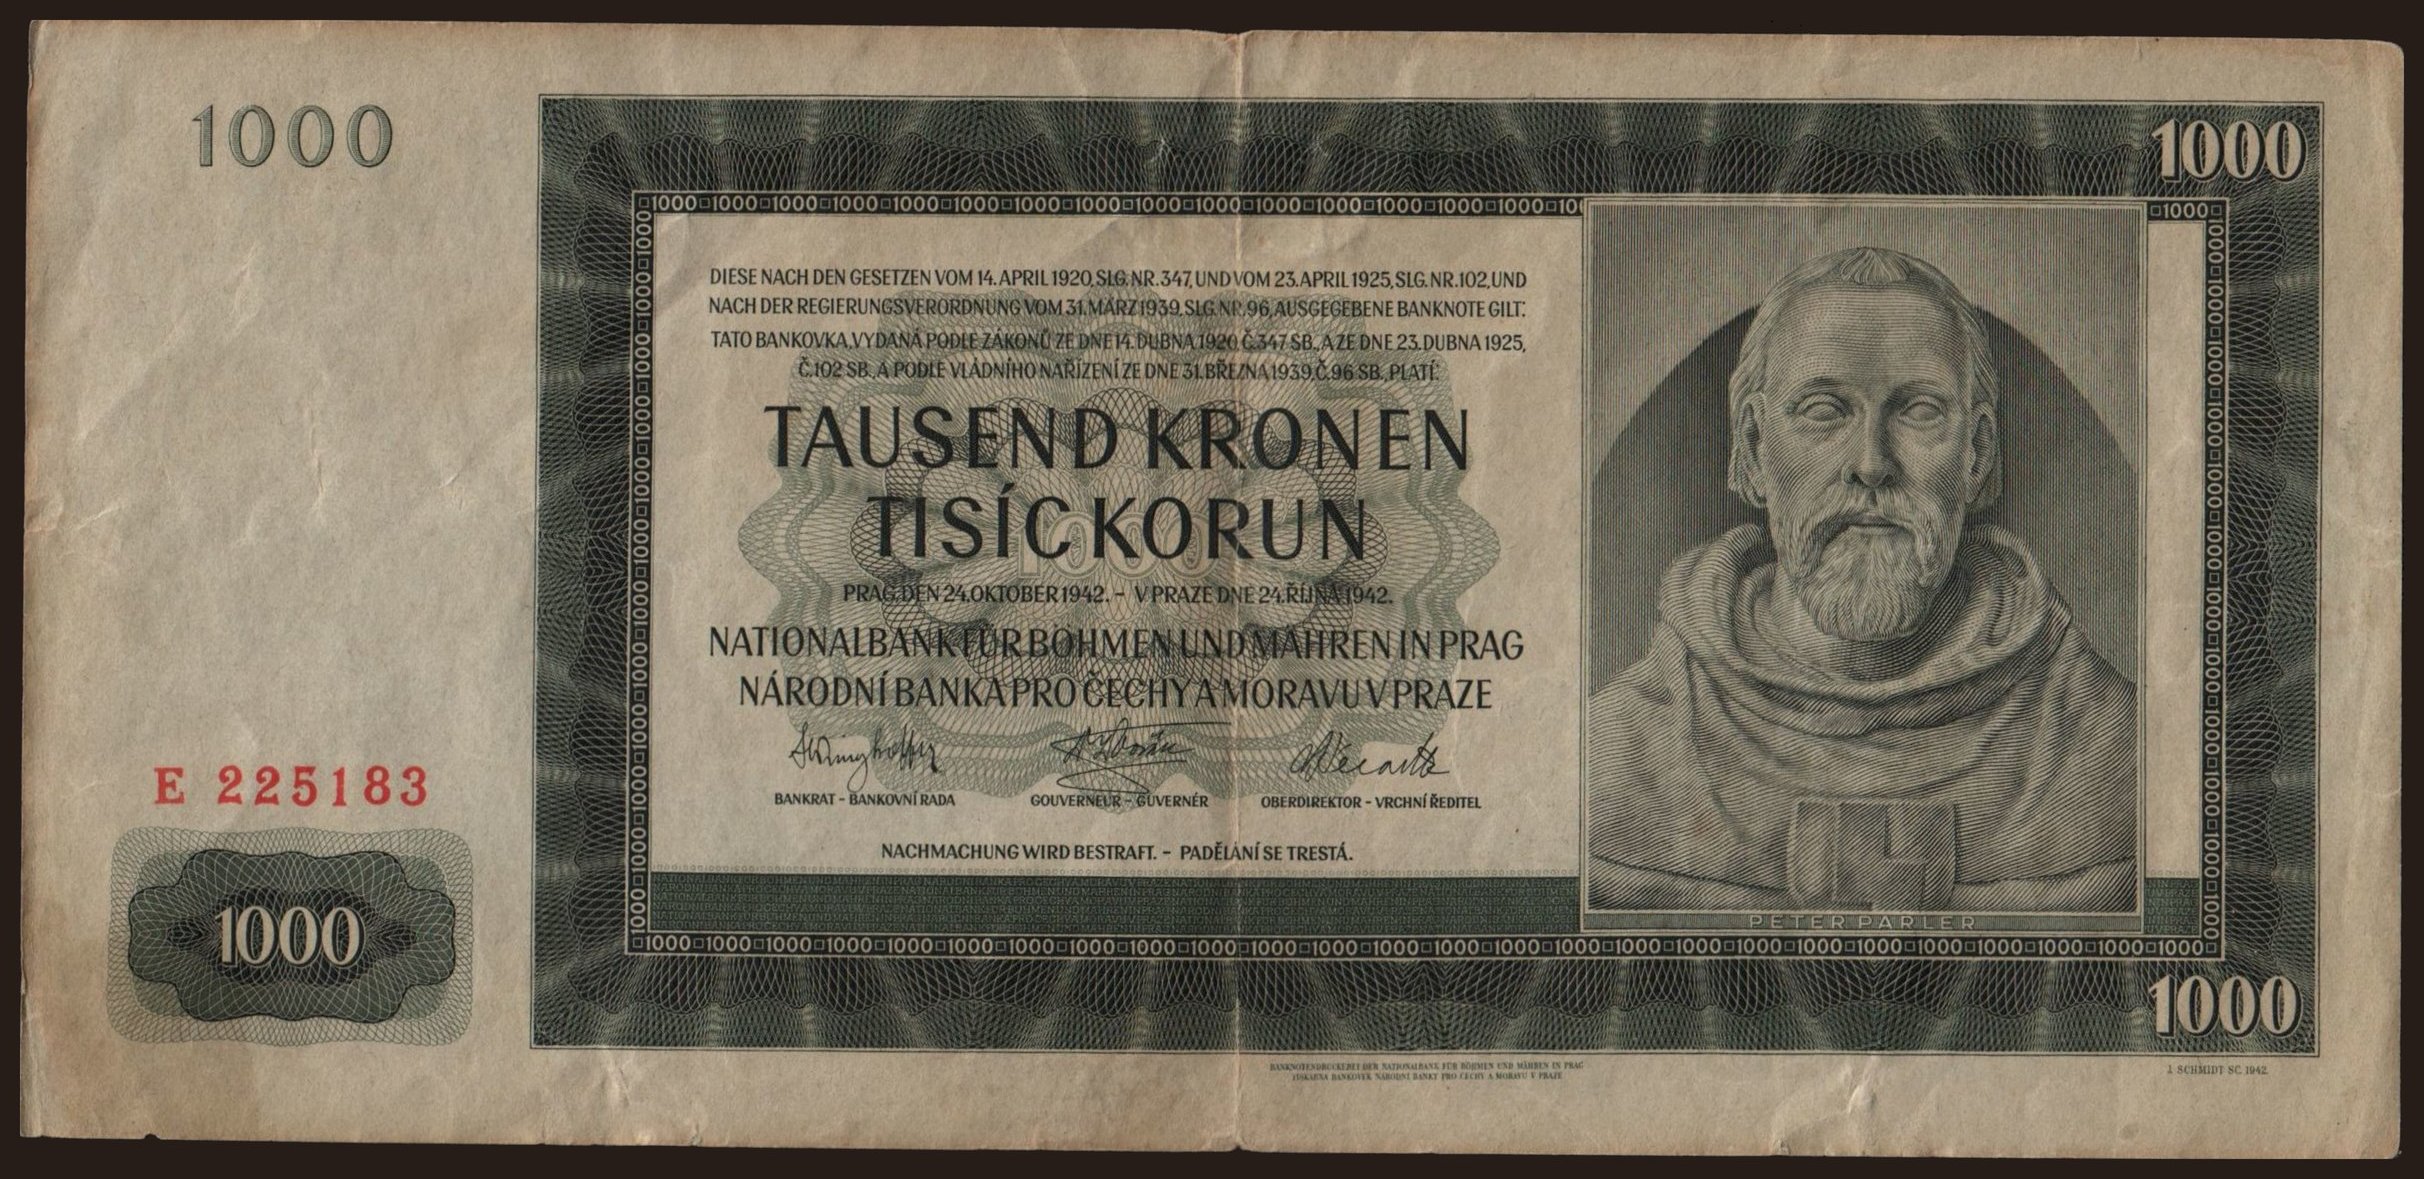 1000
1000
DIESE NACH DEN GESETZEN VOM 14. APRIL 1920, SLG. NR. 347, UND VOM 23. APRIL 1925, SLG. NR. 102, UND
NACH DER REGIERUNGSVERORDNUNG VOM 31. MÄRZ 1939, SLG. NR. 96, AUSGEGEBENE BANKNOTE GILT:
TATO BANKOVKA, VYDANÁ PODLE ZÁKONŮ ZE DNE 14. DUBNA 1920 Č. 347 SB., A ZE DNE 23. DUBNA 1925,
Č. 102 SB., A PODLE VLÁDNÍHO NAŘÍZENÍ ZE DNE 31. BŘEZNA 1939, Č. 96 SB., PLATÍ:
TAUSEND KRONEN
TISÍC KORUN
1000
PRAG, DEN 24. OKTOBER 1942. – V PRAZE DNE 24. ŘÍJNA 1942.
NATIONALBANK FÜR BÖHMEN UND MÄHREN IN PRAG
NÁRODNÍ BANKA PRO ČECHY A MORAVU V PRAZE
BANKRAT – BANKOVNÍ RADA
GOUVERNEUR – GUVERNÉR
OBERDIREKTOR – VRCHNÍ ŘEDITEL
NACHMACHUNG WIRD BESTRAFT. – PADĚLÁNÍ SE TRESTÁ.
E 225183
1000
PETER PARLER
1000
BANKNOTENDRUCKEREI DER NATIONALBANK FÜR BÖHMEN UND MÄHREN IN PRAG
TISKÁRNA BANKOVEK NÁRODNÍ BANKY PRO ČECHY A MORAVU V PRAZE
J. SCHMIDT SC. 1942.